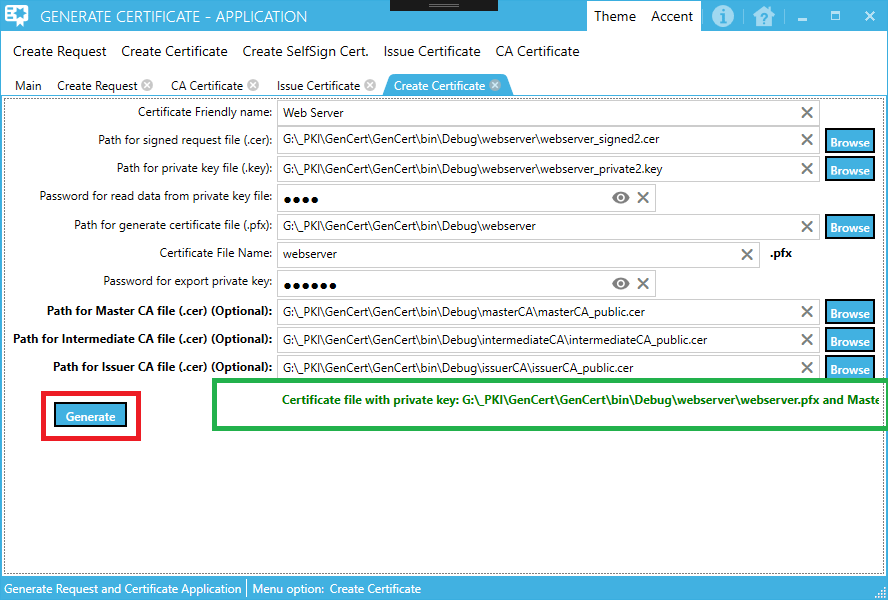 GENERATE CERTIFICATE - APPLICATION Theme Accent
Create Request Create Certificate Create SelfSign Cert. Issue Certificate CA Certificate
Main Create Request CA Certificate Issue Certificate Create Certificate
Certificate Friendly name: Web Server
Path for signed request file (.cer): G:\_PKI\GenCert\GenCert\bin\Debug\webserver\webserver_signed2.cer Browse
Path for private key file (.key): G:\_PKI\GenCert\GenCert\bin\Debug\webserver\webserver_private2.key Browse
Password for read data from private key file: ●●●●
Path for generate certificate file (.pfx): G:\_PKI\GenCert\GenCert\bin\Debug\webserver Browse
Certificate File Name: webserver .pfx
Password for export private key: ●●●●●●
Path for Master CA file (.cer) (Optional): G:\_PKI\GenCert\GenCert\bin\Debug\masterCA\masterCA_public.cer Browse
Path for Intermediate CA file (.cer) (Optional): G:\_PKI\GenCert\GenCert\bin\Debug\intermediateCA\intermediateCA_public.cer Browse
Path for Issuer CA file (.cer) (Optional): G:\_PKI\GenCert\GenCert\bin\Debug\issuerCA\issuerCA_public.cer Browse
Certificate file with private key: G:\_PKI\GenCert\GenCert\bin\Debug\webserver\webserver.pfx and Maste
Generate
Generate Request and Certificate Application Menu option: Create Certificate